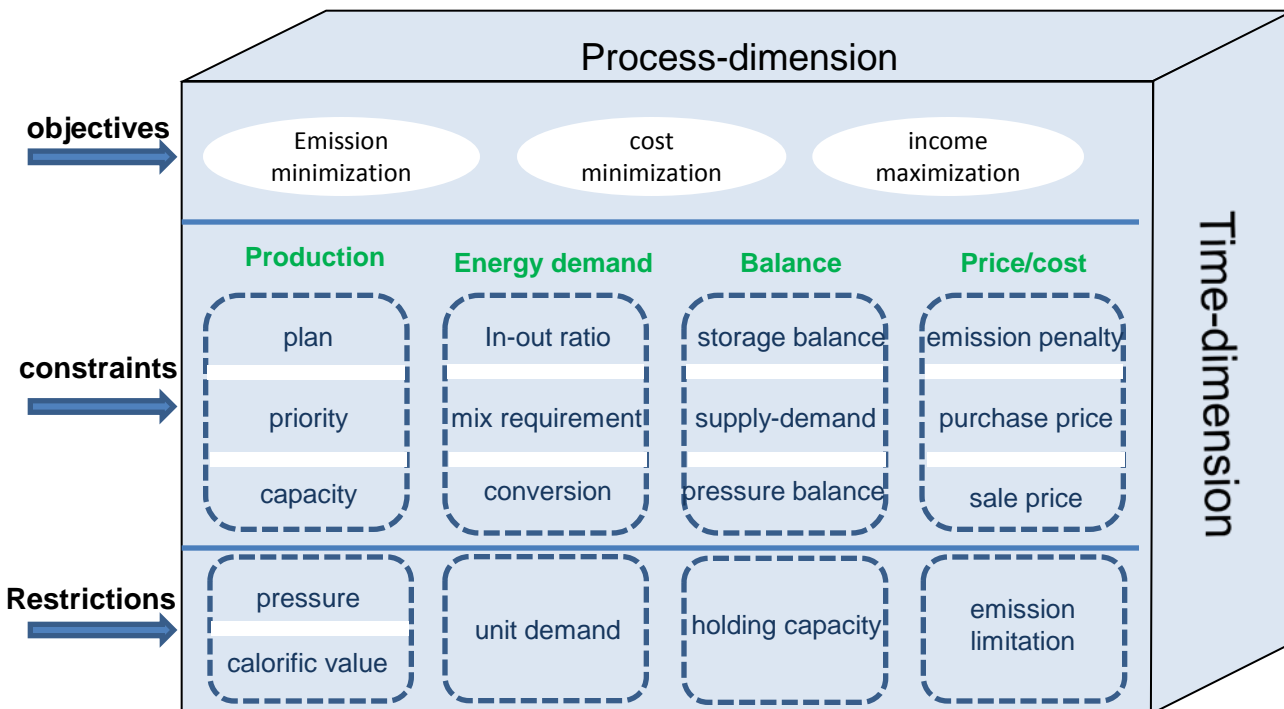 Process-dimension
objectives
Emission
minimization
cost
minimization
income
maximization
Time-dimension
Production
Energy demand
Balance
Price/cost
constraints
plan
In-out ratio
storage balance
emission penalty
priority
mix requirement
supply-demand
purchase price
capacity
conversion
pressure balance
sale price
Restrictions
pressure
calorific value
unit demand
holding capacity
emission
limitation